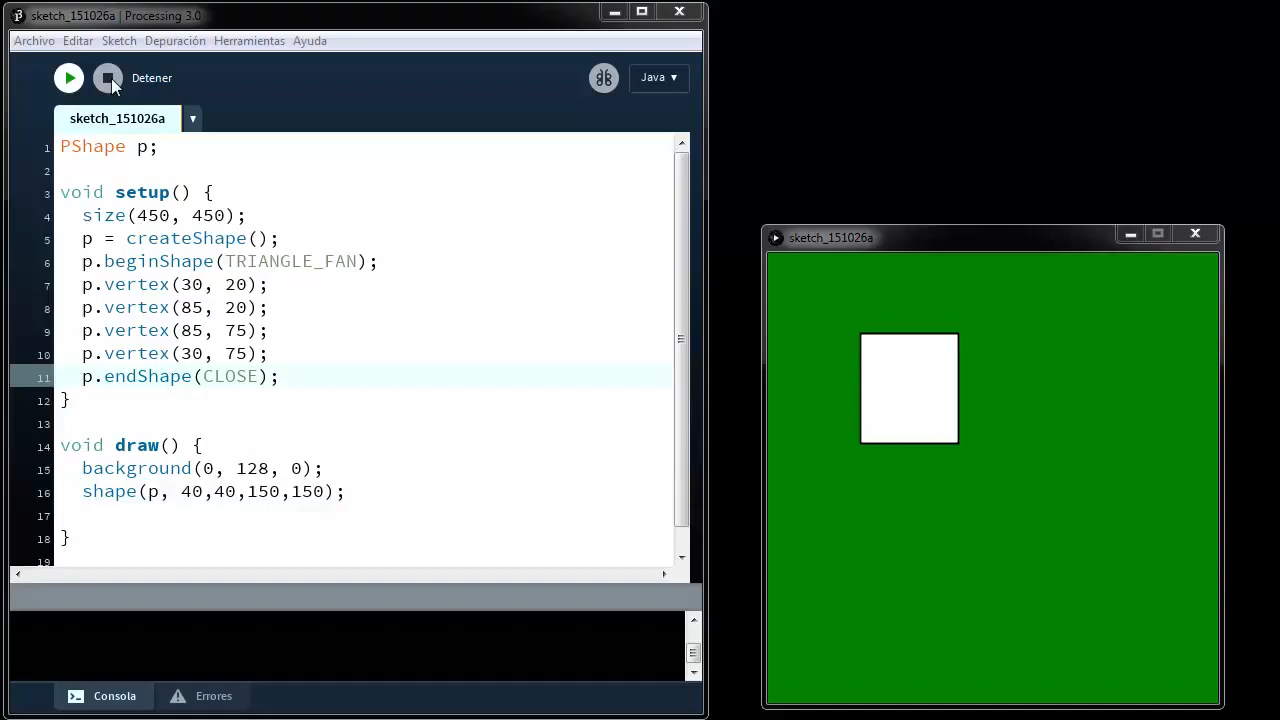 sketch_151026a | Processing 3.0
Archivo Editar Sketch Depuración Herramientas Ayuda
Detener
Java ▾
sketch_151026a ▾
1 PShape p;
2
3 void setup() {
4 size(450, 450);
5 p = createShape();
6 p.beginShape(TRIANGLE_FAN);
7 p.vertex(30, 20);
8 p.vertex(85, 20);
9 p.vertex(85, 75);
10 p.vertex(30, 75);
11 p.endShape(CLOSE);
12 }
13
14 void draw() {
15 background(0, 128, 0);
16 shape(p, 40,40,150,150);
17
18 }
19
Consola Errores
sketch_151026a